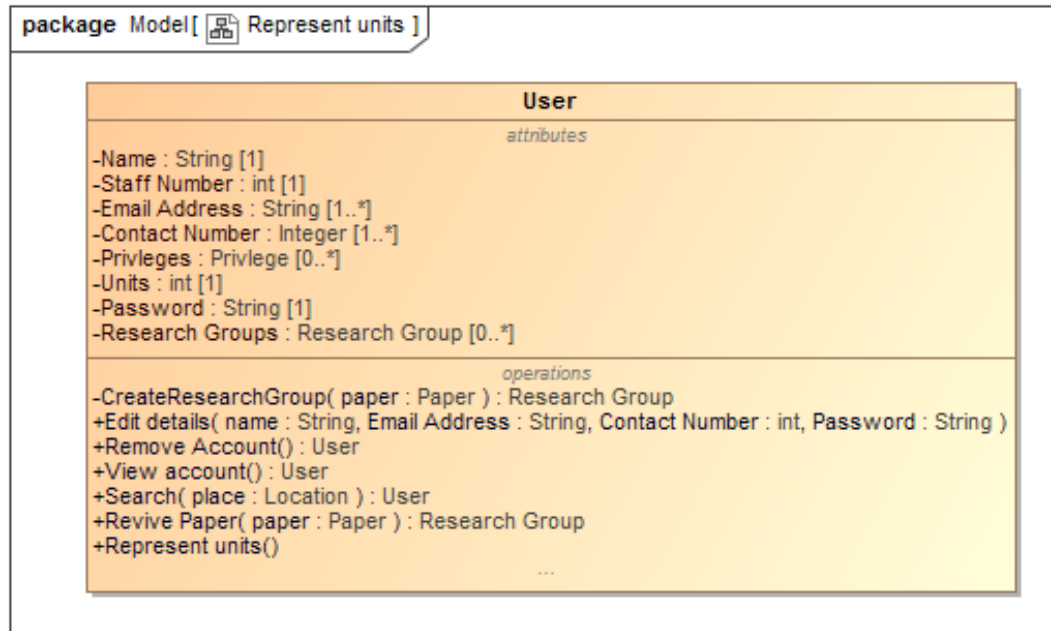 package Model[ Represent units ]
User
attributes
-Name : String [1]
-Staff Number : int [1]
-Email Address : String [1..*]
-Contact Number : Integer [1..*]
-Privleges : Privlege [0..*]
-Units : int [1]
-Password : String [1]
-Research Groups : Research Group [0..*]
operations
-CreateResearchGroup( paper : Paper ) : Research Group
+Edit details( name : String, Email Address : String, Contact Number : int, Password : String )
+Remove Account() : User
+View account() : User
+Search( place : Location ) : User
+Revive Paper( paper : Paper ) : Research Group
+Represent units()
...